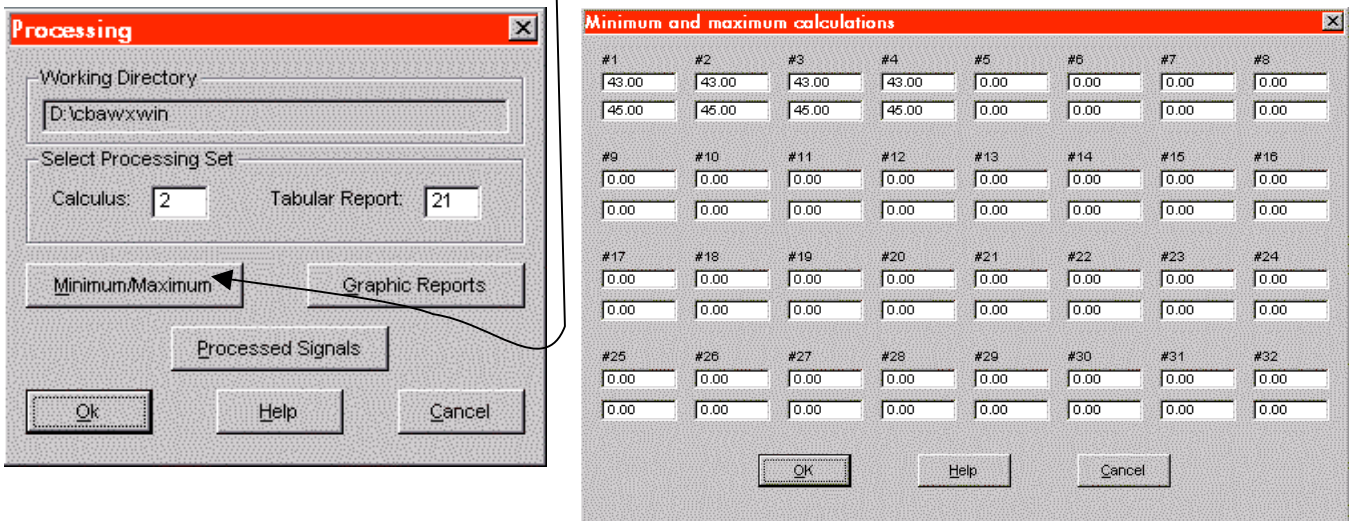 Processing
Working Directory
D:\cbawxwin
Select Processing Set
Calculus: 2 Tabular Report: 21
Minimum/Maximum Graphic Reports
Processed Signals
Ok Help Cancel
Minimum and maximum calculations
#1 #2 #3 #4 #5 #6 #7 #8
43.00 43.00 43.00 43.00 0.00 0.00 0.00 0.00
45.00 45.00 45.00 45.00 0.00 0.00 0.00 0.00
#9 #10 #11 #12 #13 #14 #15 #16
0.00 0.00 0.00 0.00 0.00 0.00 0.00 0.00
0.00 0.00 0.00 0.00 0.00 0.00 0.00 0.00
#17 #18 #19 #20 #21 #22 #23 #24
0.00 0.00 0.00 0.00 0.00 0.00 0.00 0.00
0.00 0.00 0.00 0.00 0.00 0.00 0.00 0.00
#25 #26 #27 #28 #29 #30 #31 #32
0.00 0.00 0.00 0.00 0.00 0.00 0.00 0.00
0.00 0.00 0.00 0.00 0.00 0.00 0.00 0.00
OK Help Cancel